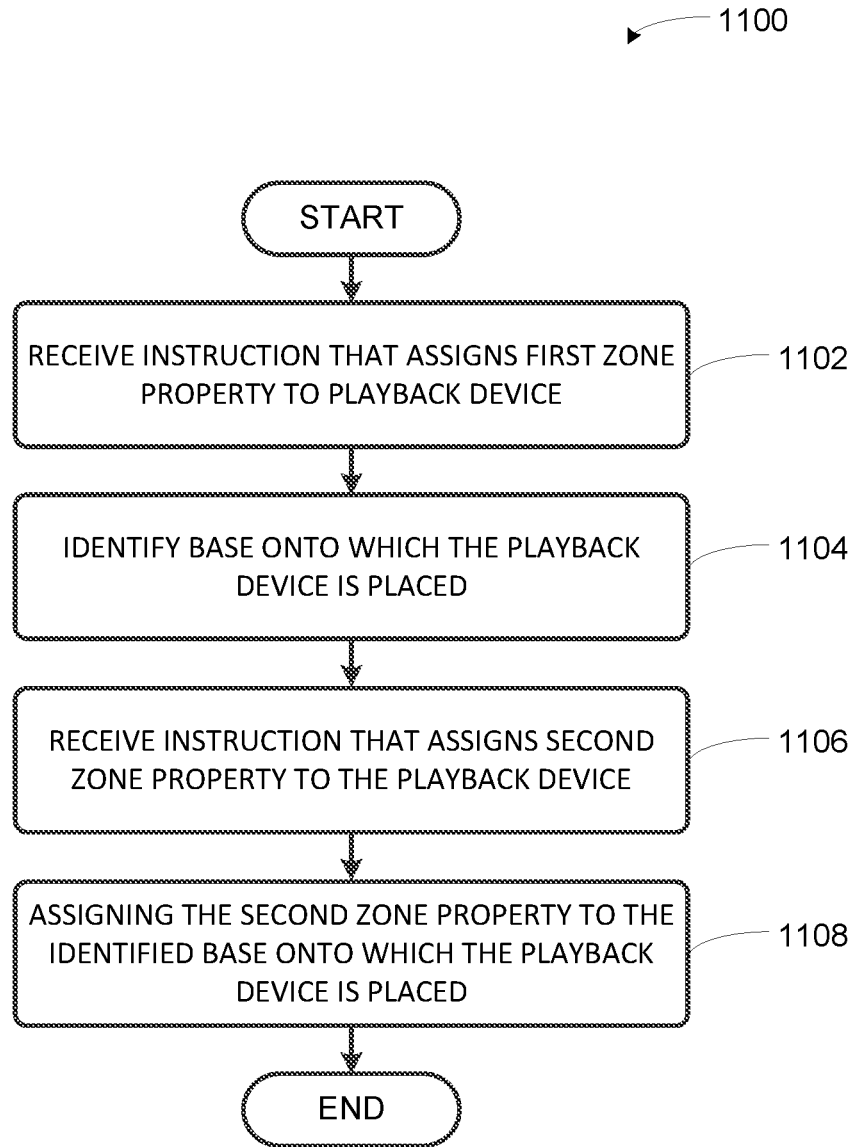 1100
START
RECEIVE INSTRUCTION THAT ASSIGNS FIRST ZONE
PROPERTY TO PLAYBACK DEVICE
1102
IDENTIFY BASE ONTO WHICH THE PLAYBACK
DEVICE IS PLACED
1104
RECEIVE INSTRUCTION THAT ASSIGNS SECOND
ZONE PROPERTY TO THE PLAYBACK DEVICE
1106
ASSIGNING THE SECOND ZONE PROPERTY TO THE
IDENTIFIED BASE ONTO WHICH THE PLAYBACK
DEVICE IS PLACED
1108
END